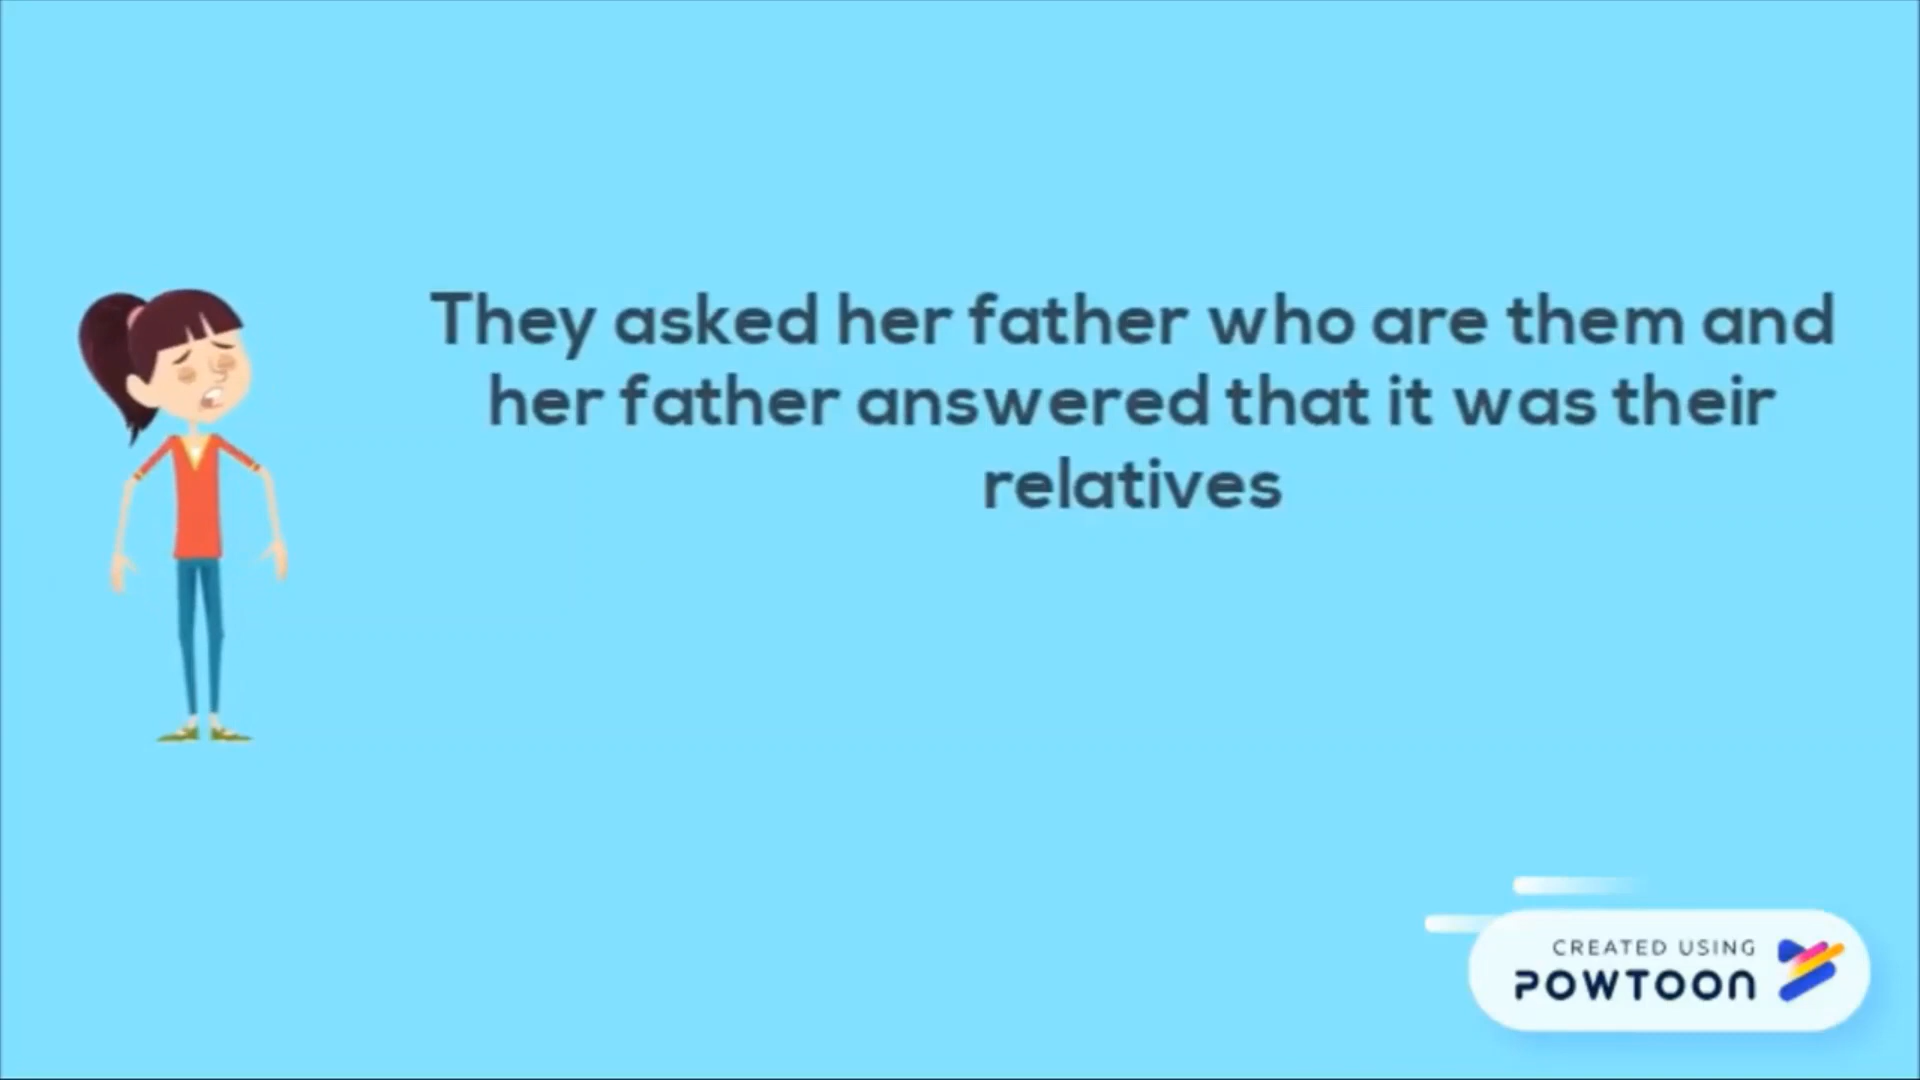 They asked her father who are them and
her father answered that it was their
relatives
CREATED USING
POWTOON